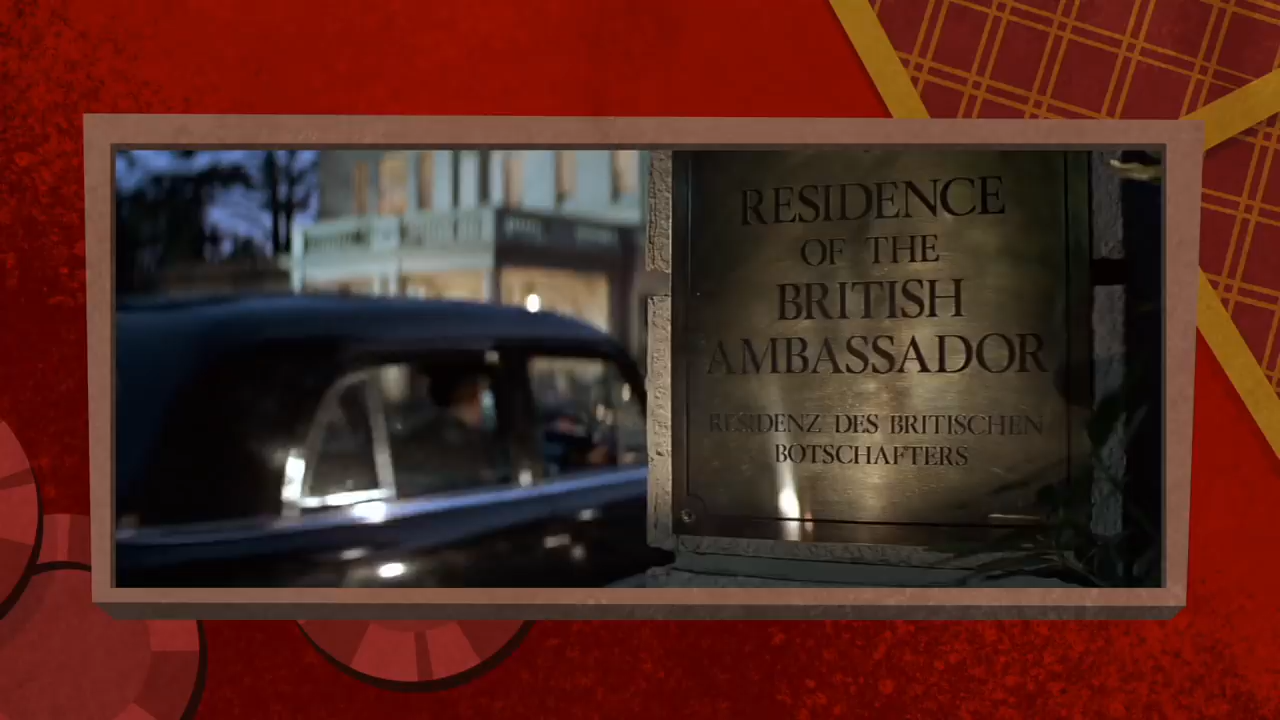 RESIDENCE
OF THE
BRITISH
AMBASSADOR
RESIDENZ DES BRITISCHEN
BOTSCHAFTERS